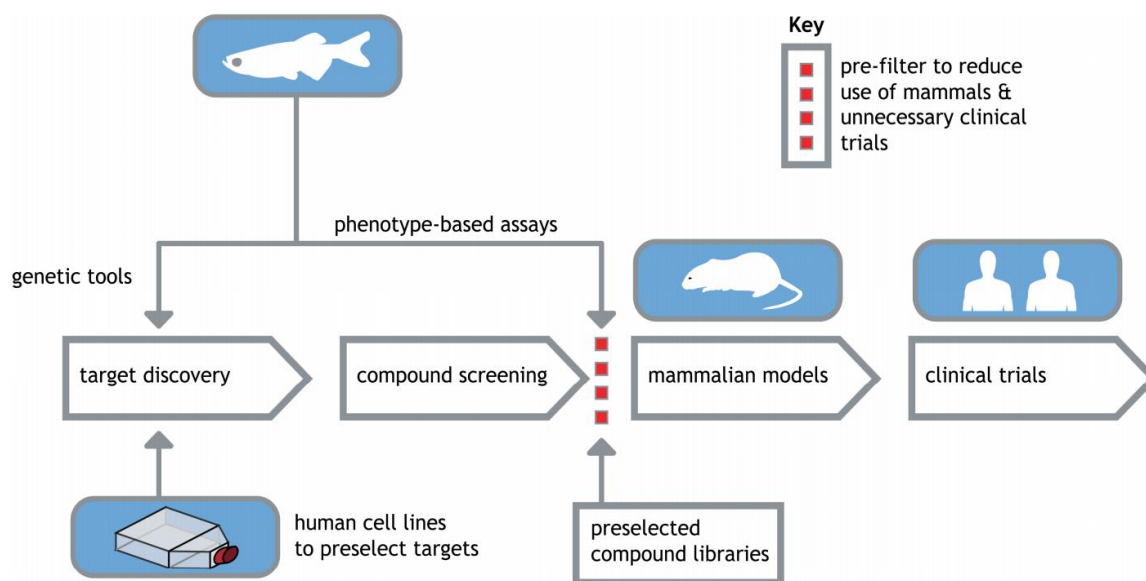 Key
pre-filter to reduce
use of mammals &
unnecessary clinical
trials
phenotype-based assays
genetic tools
target discovery
compound screening
mammalian models
clinical trials
human cell lines
to preselect targets
preselected
compound libraries